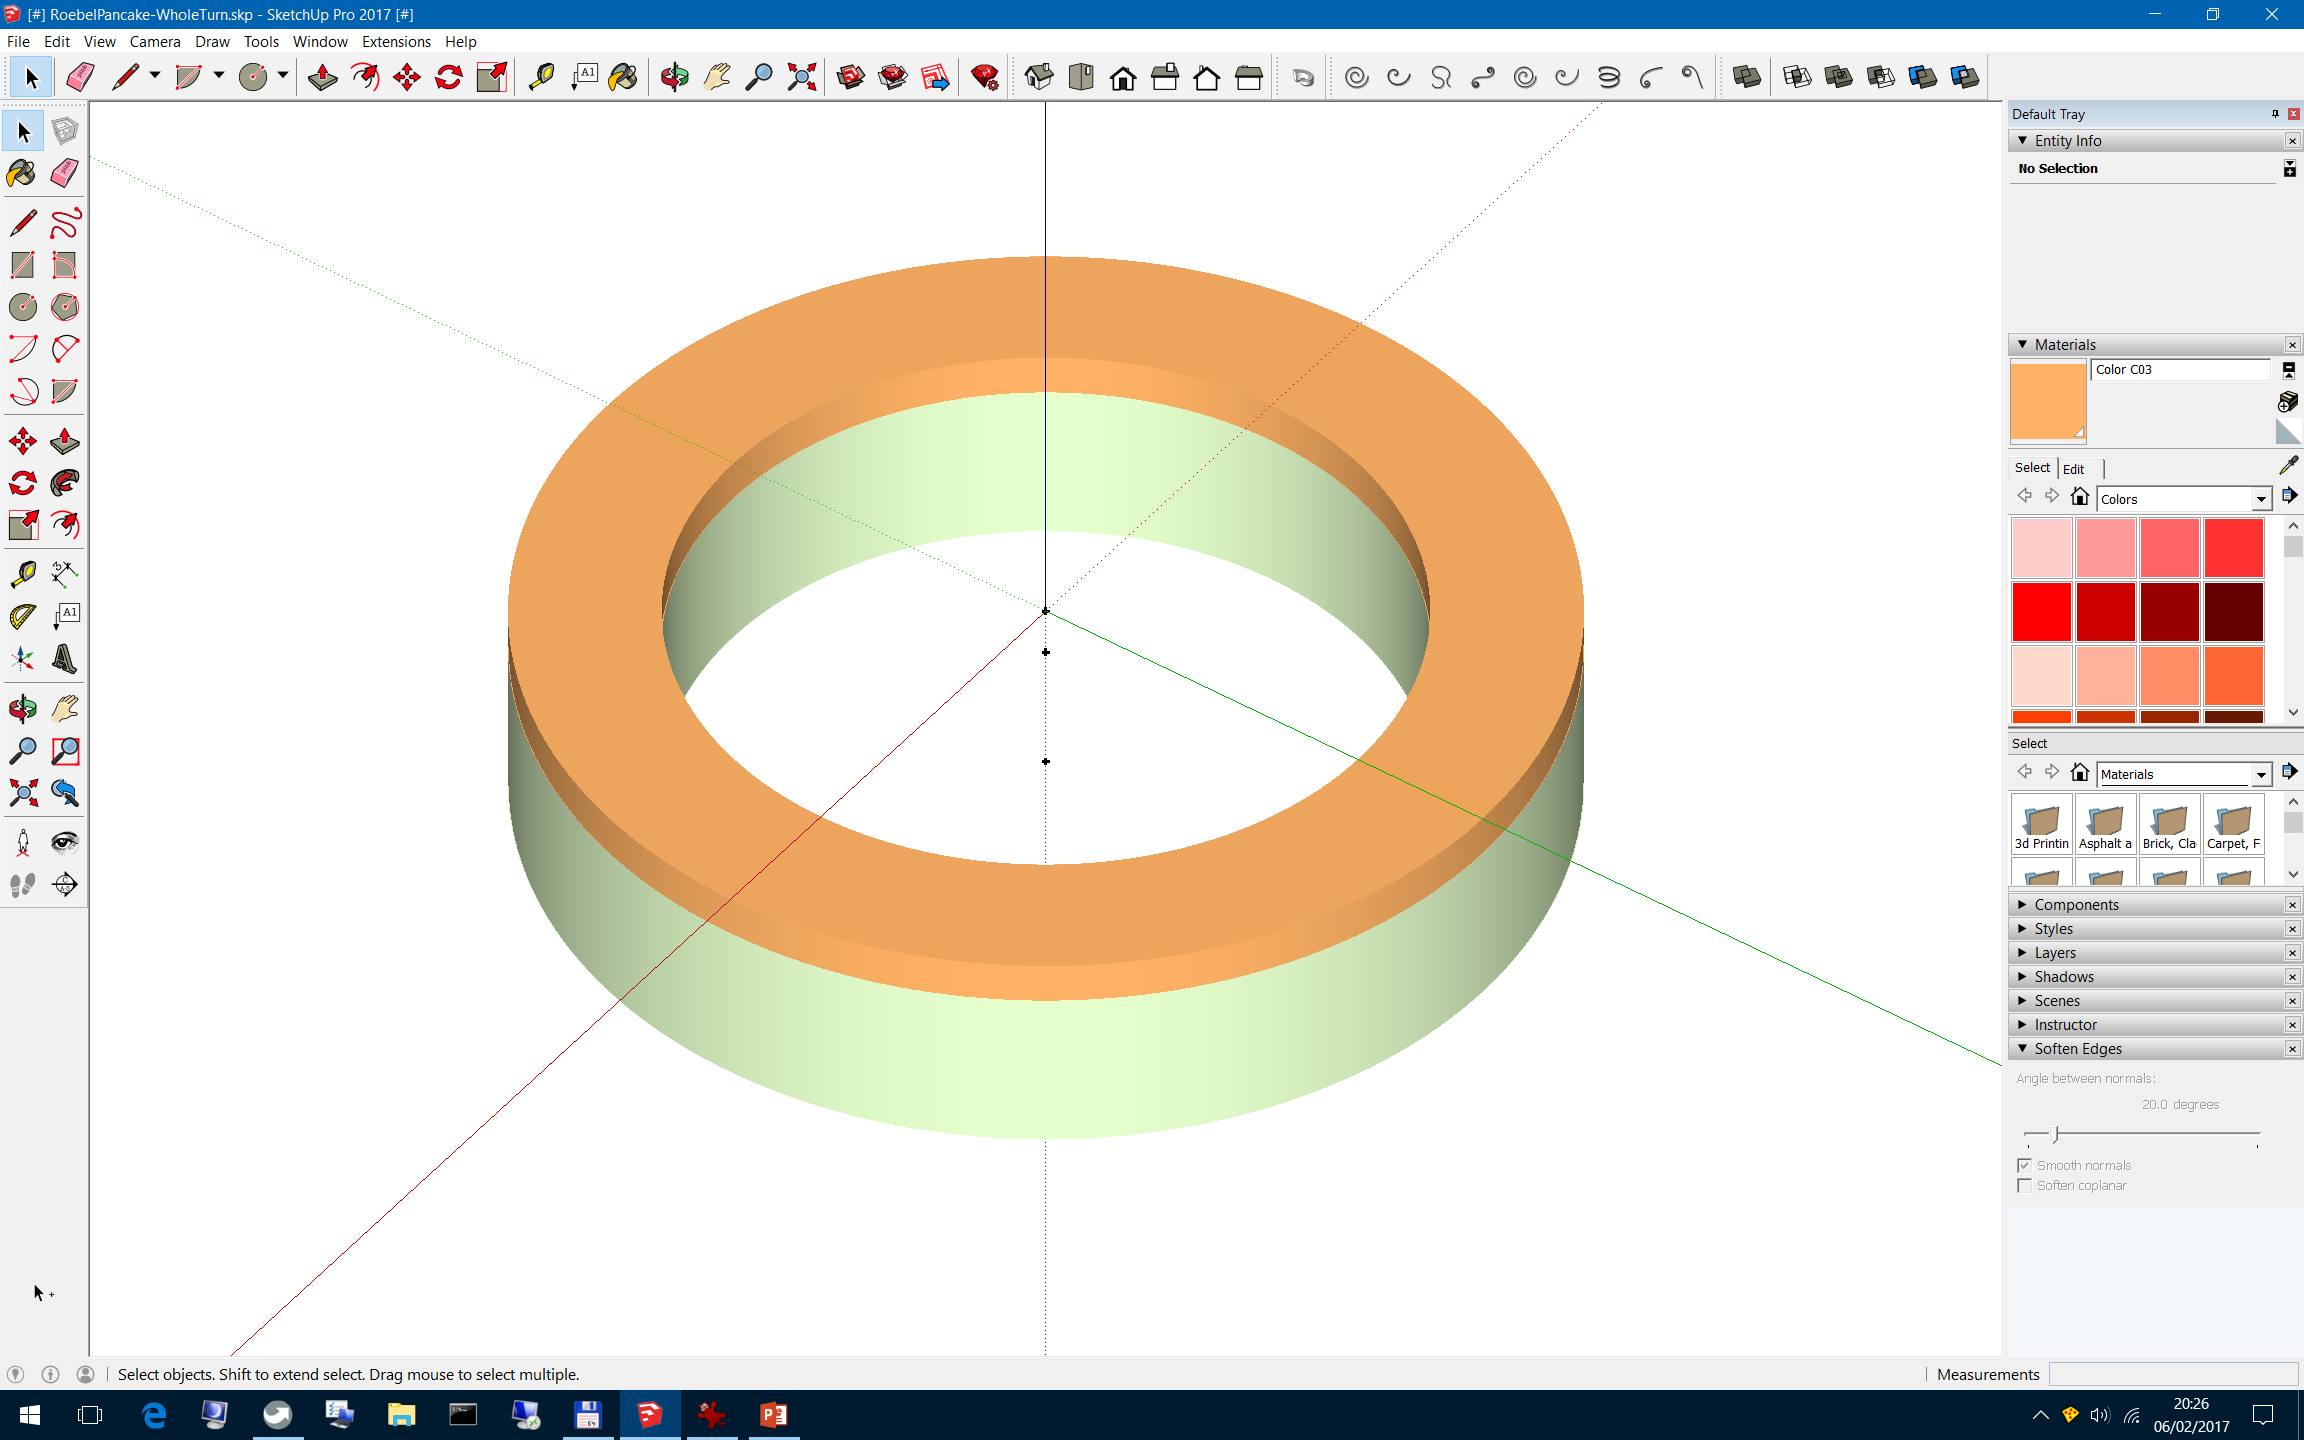 [#] RoebelPancake-WholeTurn.skp - SketchUp Pro 2017 [#]
File Edit View Camera Draw Tools Window Extensions Help
A1
Default Tray
Entity Info
No Selection
Materials
Color C03
Select Edit
Colors
A1
Select
Materials
3d Printin Asphalt a Brick, Cla Carpet, F
Components
Styles
Layers
Shadows
Scenes
Instructor
Soften Edges
Angle between normals:
20.0 degrees
Smooth normals
Soften coplanar
Select objects. Shift to extend select. Drag mouse to select multiple.
Measurements
20:26
06/02/2017